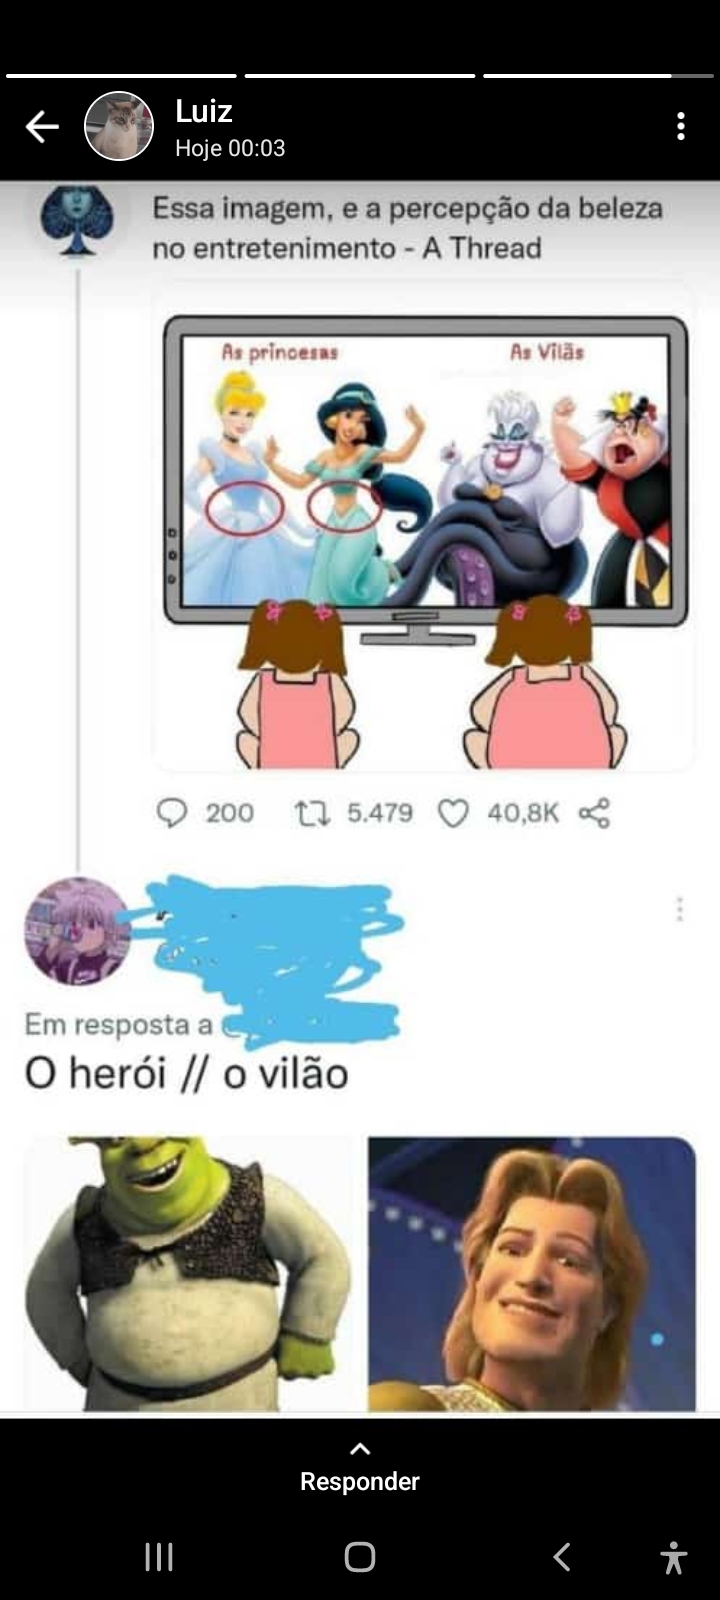 Luiz
Hoje 00:03
Essa imagem, e a percepção da beleza
no entretenimento - A Thread
As princesas
As Vilãs
200
5.479
40,8K
Em resposta a
O herói // o vilão
Responder